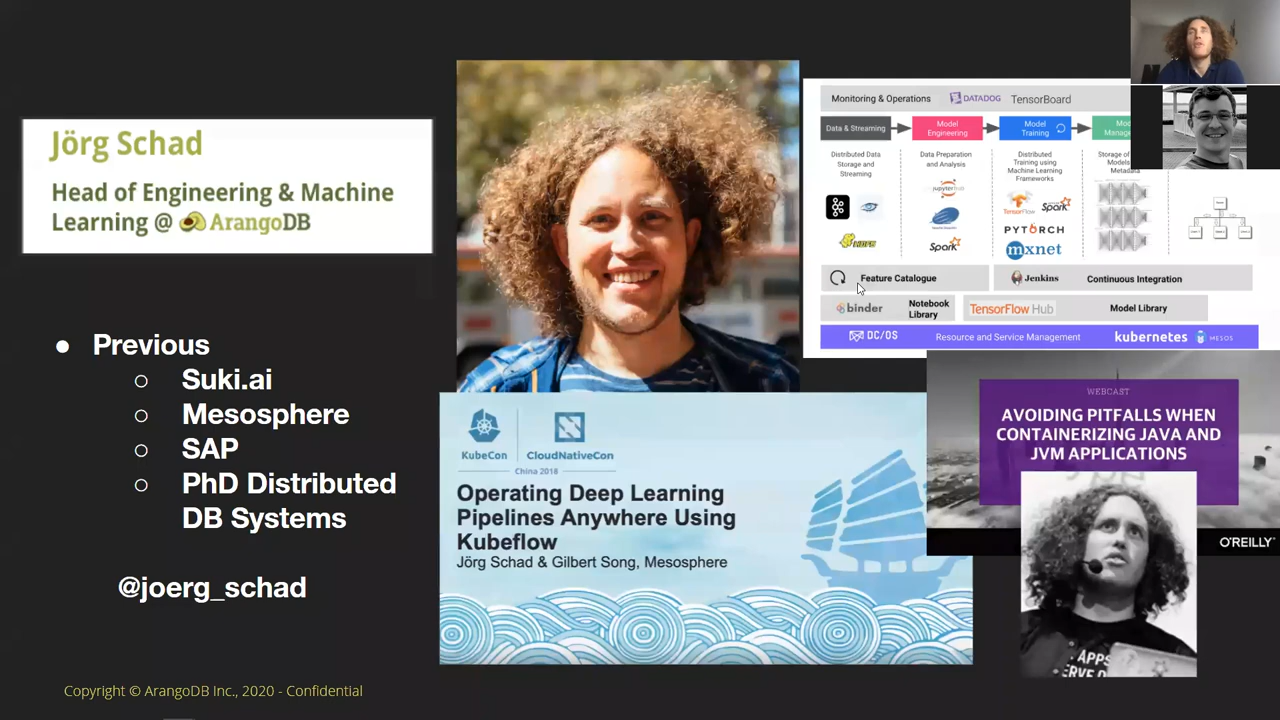 Jörg Schad
Head of Engineering & Machine
Learning @ ArangoDB
● Previous
○ Suki.ai
○ Mesosphere
○ SAP
○ PhD Distributed
DB Systems
@joerg_schad
Copyright © ArangoDB Inc., 2020 - Confidential
Monitoring & Operations DATADOG TensorBoard
Data & Streaming
Model
Engineering
Model
Training
Distributed Data
Storage and
Streaming
Data Preparation
and Analysis
Distributed
Training using
Machine Learning
Frameworks
Storage of
Models
Metadata
jupyter
Spark
TensorFlow
Spark
PYTORCH
mxnet
Feature Catalogue
Jenkins Continuous Integration
binder
Notebook
Library
TensorFlow Hub Model Library
DC/OS Resource and Service Management kubernetes MESOS
KubeCon CloudNativeCon
China 2018
Operating Deep Learning
Pipelines Anywhere Using
Kubeflow
Jörg Schad & Gilbert Song, Mesosphere
WEBCAST
AVOIDING PITFALLS WHEN
CONTAINERIZING JAVA AND
JVM APPLICATIONS
O'REILLY
APPS